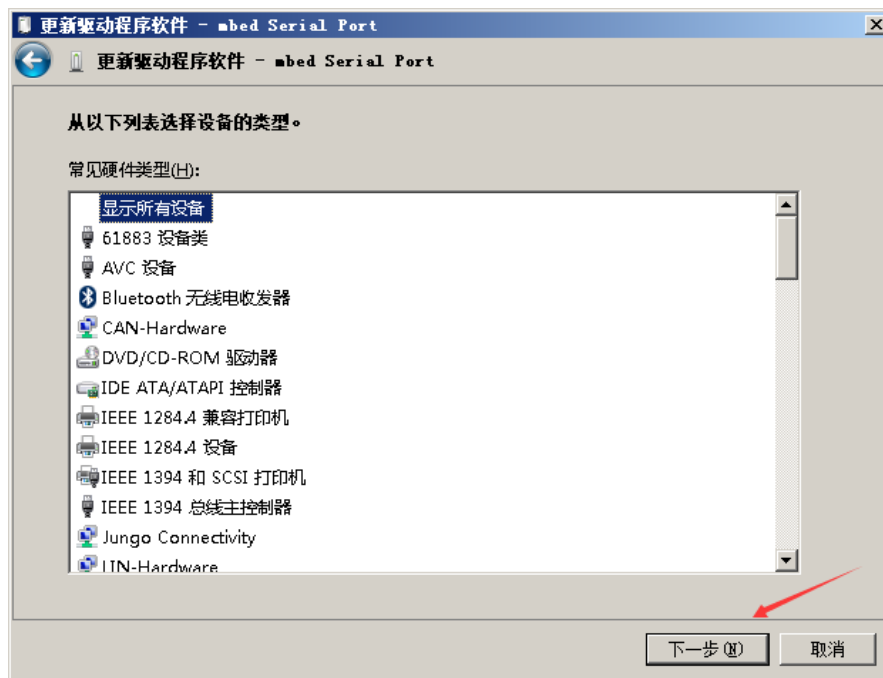 更新驱动程序软件 - mbed Serial Port
更新驱动程序软件 - mbed Serial Port
从以下列表选择设备的类型。
常见硬件类型(H):
显示所有设备
61883 设备类
AVC 设备
Bluetooth 无线电收发器
CAN-Hardware
DVD/CD-ROM 驱动器
IDE ATA/ATAPI 控制器
IEEE 1284.4 兼容打印机
IEEE 1284.4 设备
IEEE 1394 和 SCSI 打印机
IEEE 1394 总线主控制器
Jungo Connectivity
LIN-Hardware
下一步(N)
取消